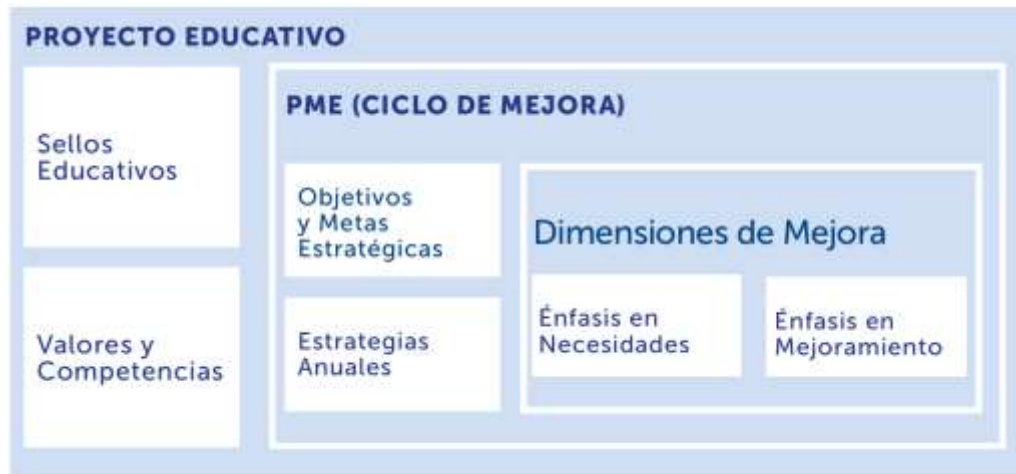 PROYECTO EDUCATIVO
Sellos
Educativos
Valores y
Competencias
PME (CICLO DE MEJORA)
Objetivos
y Metas
Estratégicas
Estrategias
Anuales
Dimensiones de Mejora
Énfasis en
Necesidades
Énfasis en
Mejoramiento